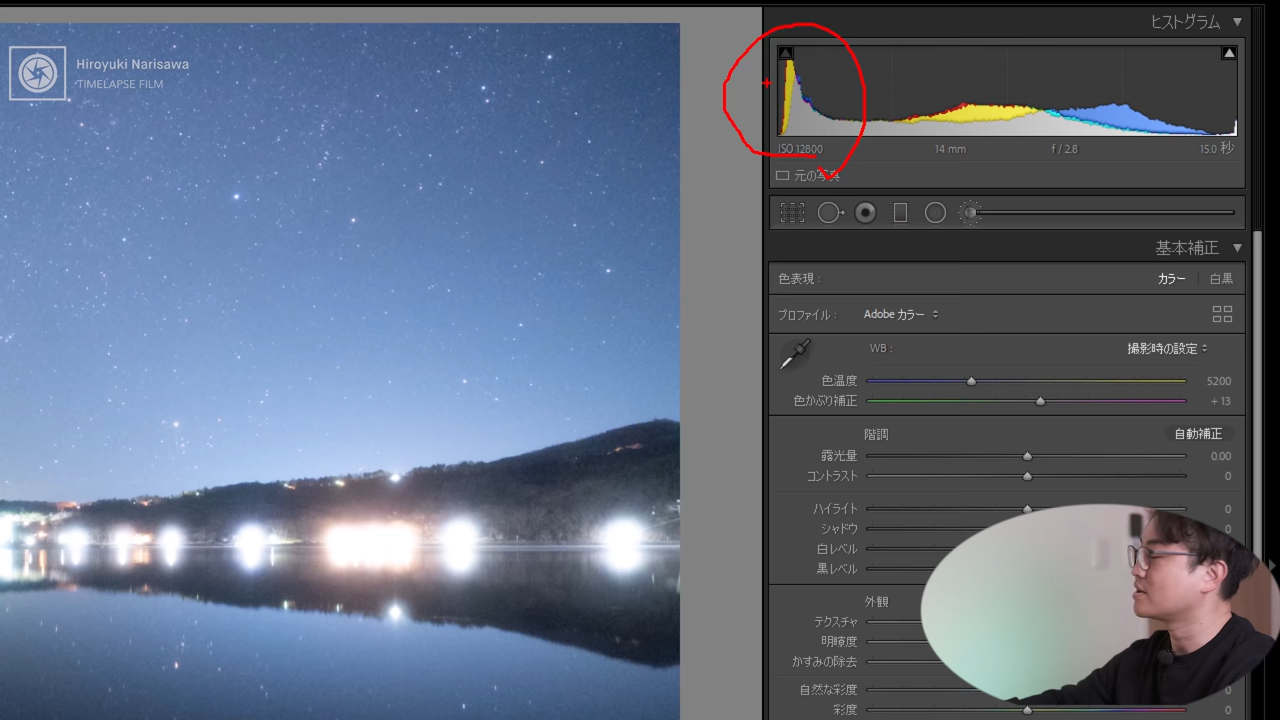 Hiroyuki Narisawa
TIMELAPSE FILM
ヒストグラム
ISO 12800 14 mm f / 2.8 15.0 秒
元の写真
基本補正
色表現 : カラー 白黒
プロファイル : Adobe カラー
WB : 撮影時の設定
色温度 5200
色かぶり補正 + 13
階調 自動補正
露光量 0.00
コントラスト 0
ハイライト 0
シャドウ 0
白レベル
黒レベル
外観
テクスチャ
明瞭度
かすみの除去
自然な彩度 0
彩度 0